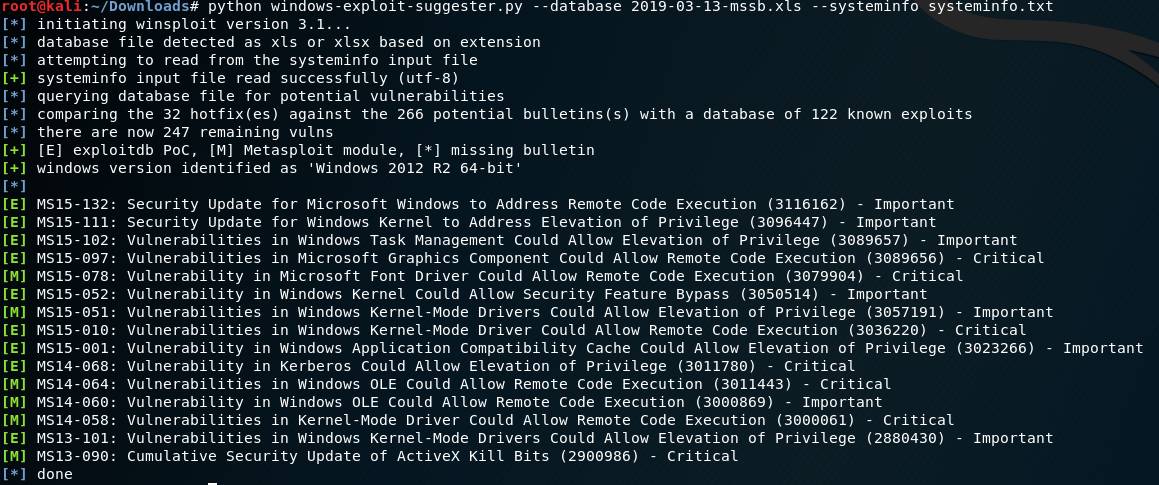 root@kali:~/Downloads# python windows-exploit-suggester.py --database 2019-03-13-mssb.xls --systeminfo systeminfo.txt
[*] initiating winsploit version 3.1...
[*] database file detected as xls or xlsx based on extension
[*] attempting to read from the systeminfo input file
[+] systeminfo input file read successfully (utf-8)
[*] querying database file for potential vulnerabilities
[*] comparing the 32 hotfix(es) against the 266 potential bulletins(s) with a database of 122 known exploits
[*] there are now 247 remaining vulns
[+] [E] exploitdb PoC, [M] Metasploit module, [*] missing bulletin
[+] windows version identified as 'Windows 2012 R2 64-bit'
[*]
[E] MS15-132: Security Update for Microsoft Windows to Address Remote Code Execution (3116162) - Important
[E] MS15-111: Security Update for Windows Kernel to Address Elevation of Privilege (3096447) - Important
[E] MS15-102: Vulnerabilities in Windows Task Management Could Allow Elevation of Privilege (3089657) - Important
[E] MS15-097: Vulnerabilities in Microsoft Graphics Component Could Allow Remote Code Execution (3089656) - Critical
[M] MS15-078: Vulnerability in Microsoft Font Driver Could Allow Remote Code Execution (3079904) - Critical
[E] MS15-052: Vulnerability in Windows Kernel Could Allow Security Feature Bypass (3050514) - Important
[M] MS15-051: Vulnerabilities in Windows Kernel-Mode Drivers Could Allow Elevation of Privilege (3057191) - Important
[E] MS15-010: Vulnerabilities in Windows Kernel-Mode Driver Could Allow Remote Code Execution (3036220) - Critical
[E] MS15-001: Vulnerability in Windows Application Compatibility Cache Could Allow Elevation of Privilege (3023266) - Important
[E] MS14-068: Vulnerability in Kerberos Could Allow Elevation of Privilege (3011780) - Critical
[M] MS14-064: Vulnerabilities in Windows OLE Could Allow Remote Code Execution (3011443) - Critical
[M] MS14-060: Vulnerability in Windows OLE Could Allow Remote Code Execution (3000869) - Important
[M] MS14-058: Vulnerabilities in Kernel-Mode Driver Could Allow Remote Code Execution (3000061) - Critical
[E] MS13-101: Vulnerabilities in Windows Kernel-Mode Drivers Could Allow Elevation of Privilege (2880430) - Important
[M] MS13-090: Cumulative Security Update of ActiveX Kill Bits (2900986) - Critical
[*] done